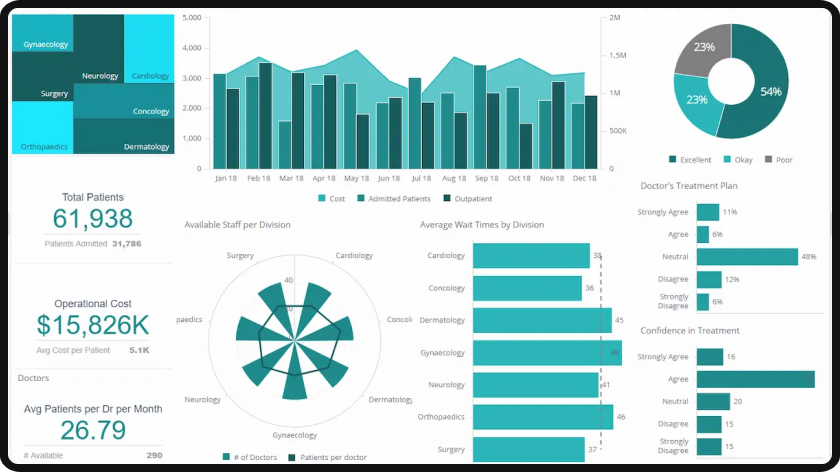 Gynaecology
Surgery
Orthopaedics
Neurology
Cardiology
Concology
Dermatology
5,000
4,000
3,000
2,000
1,000
0
2M
1.5M
1M
500K
0
Jan 18 Feb 18 Mar 18 Apr 18 May 18 Jun 18 Jul 18 Aug 18 Sep 18 Oct 18 Nov 18 Dec 18
Cost Admitted Patients Outpatient
23%
23%
54%
Excellent Okay Poor
Total Patients
61,938
Patients Admitted 31,786
Operational Cost
$15,826K
Avg Cost per Patient 5.1K
Doctors
Avg Patients per Dr per Month
26.79
# Available 290
Available Staff per Division
Surgery
Cardiology
40
paedics
Concol
Neurology
Dermatolog
Gynaecology
# of Doctors Patients per doctor
Average Wait Times by Division
Cardiology 38
Concology 36
Dermatology 45
Gynaecology
Neurology 41
Orthopaedics 46
Surgery 37
Doctor's Treatment Plan
Strongly Agree 11%
Agree 6%
Neutral 48%
Disagree 12%
Strongly
Disagree 6%
Confidence in Treatment
Strongly Agree 16
Agree
Neutral 20
Disagree 15
Strongly
Disagree 15